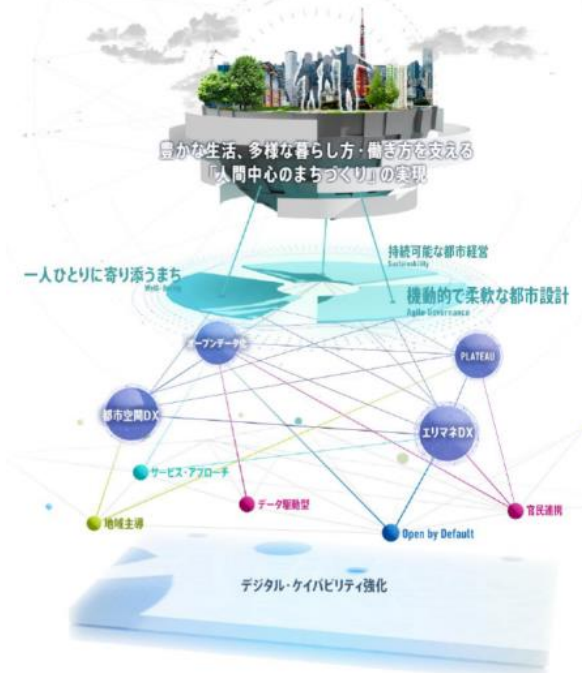 豊かな生活、多様な暮らし方・働き方を支える
「人間中心のまちづくり」の実現
持続可能な都市経営
Sustainability
一人ひとりに寄り添うまち
Well-being
機動的で柔軟な都市設計
Agile Governance
オープンデータ化
PLATEAU
都市空間DX
エリマネDX
サービス・アプローチ
データ駆動型
官民連携
地域主導
Open by Default
デジタル・ケイパビリティ強化